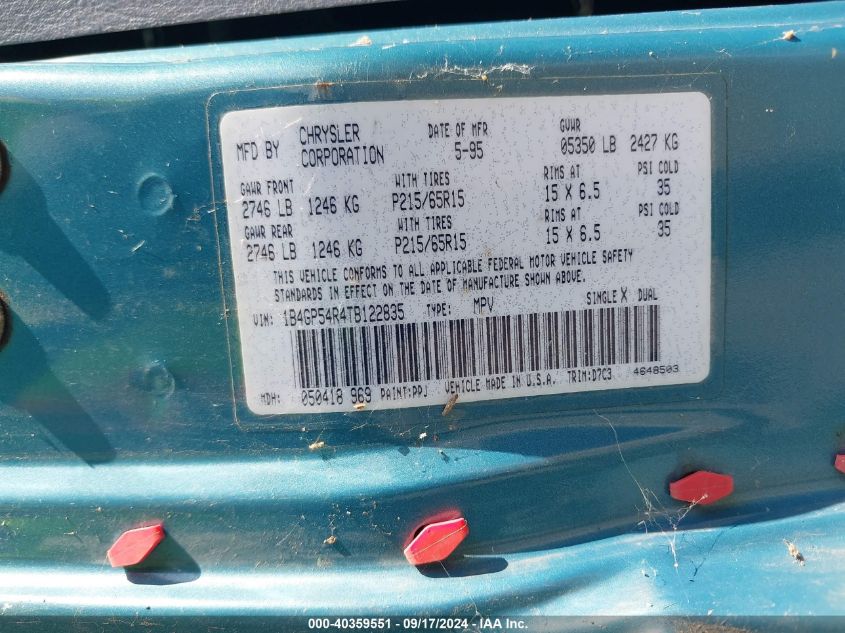 MFD BY CHRYSLER CORPORATION DATE OF MFR 5-95 GVWR 05350 LB 2427 KG
GAWR FRONT WITH TIRES RIMS AT PSI COLD
2746 LB 1246 KG P215/65R15 15 X 6.5 35
GAWR REAR WITH TIRES RIMS AT PSI COLD
2746 LB 1246 KG P215/65R15 15 X 6.5 35
THIS VEHICLE CONFORMS TO ALL APPLICABLE FEDERAL MOTOR VEHICLE SAFETY
STANDARDS IN EFFECT ON THE DATE OF MANUFACTURE SHOWN ABOVE.
VIN: 1B4GP54R4TB122835 TYPE: MPV SINGLE X DUAL
MDH: 050418 969 PAINT:PPJ VEHICLE MADE IN U.S.A. TRIM:D7C3 4648503
000-40359551 - 09/17/2024 - IAA Inc.